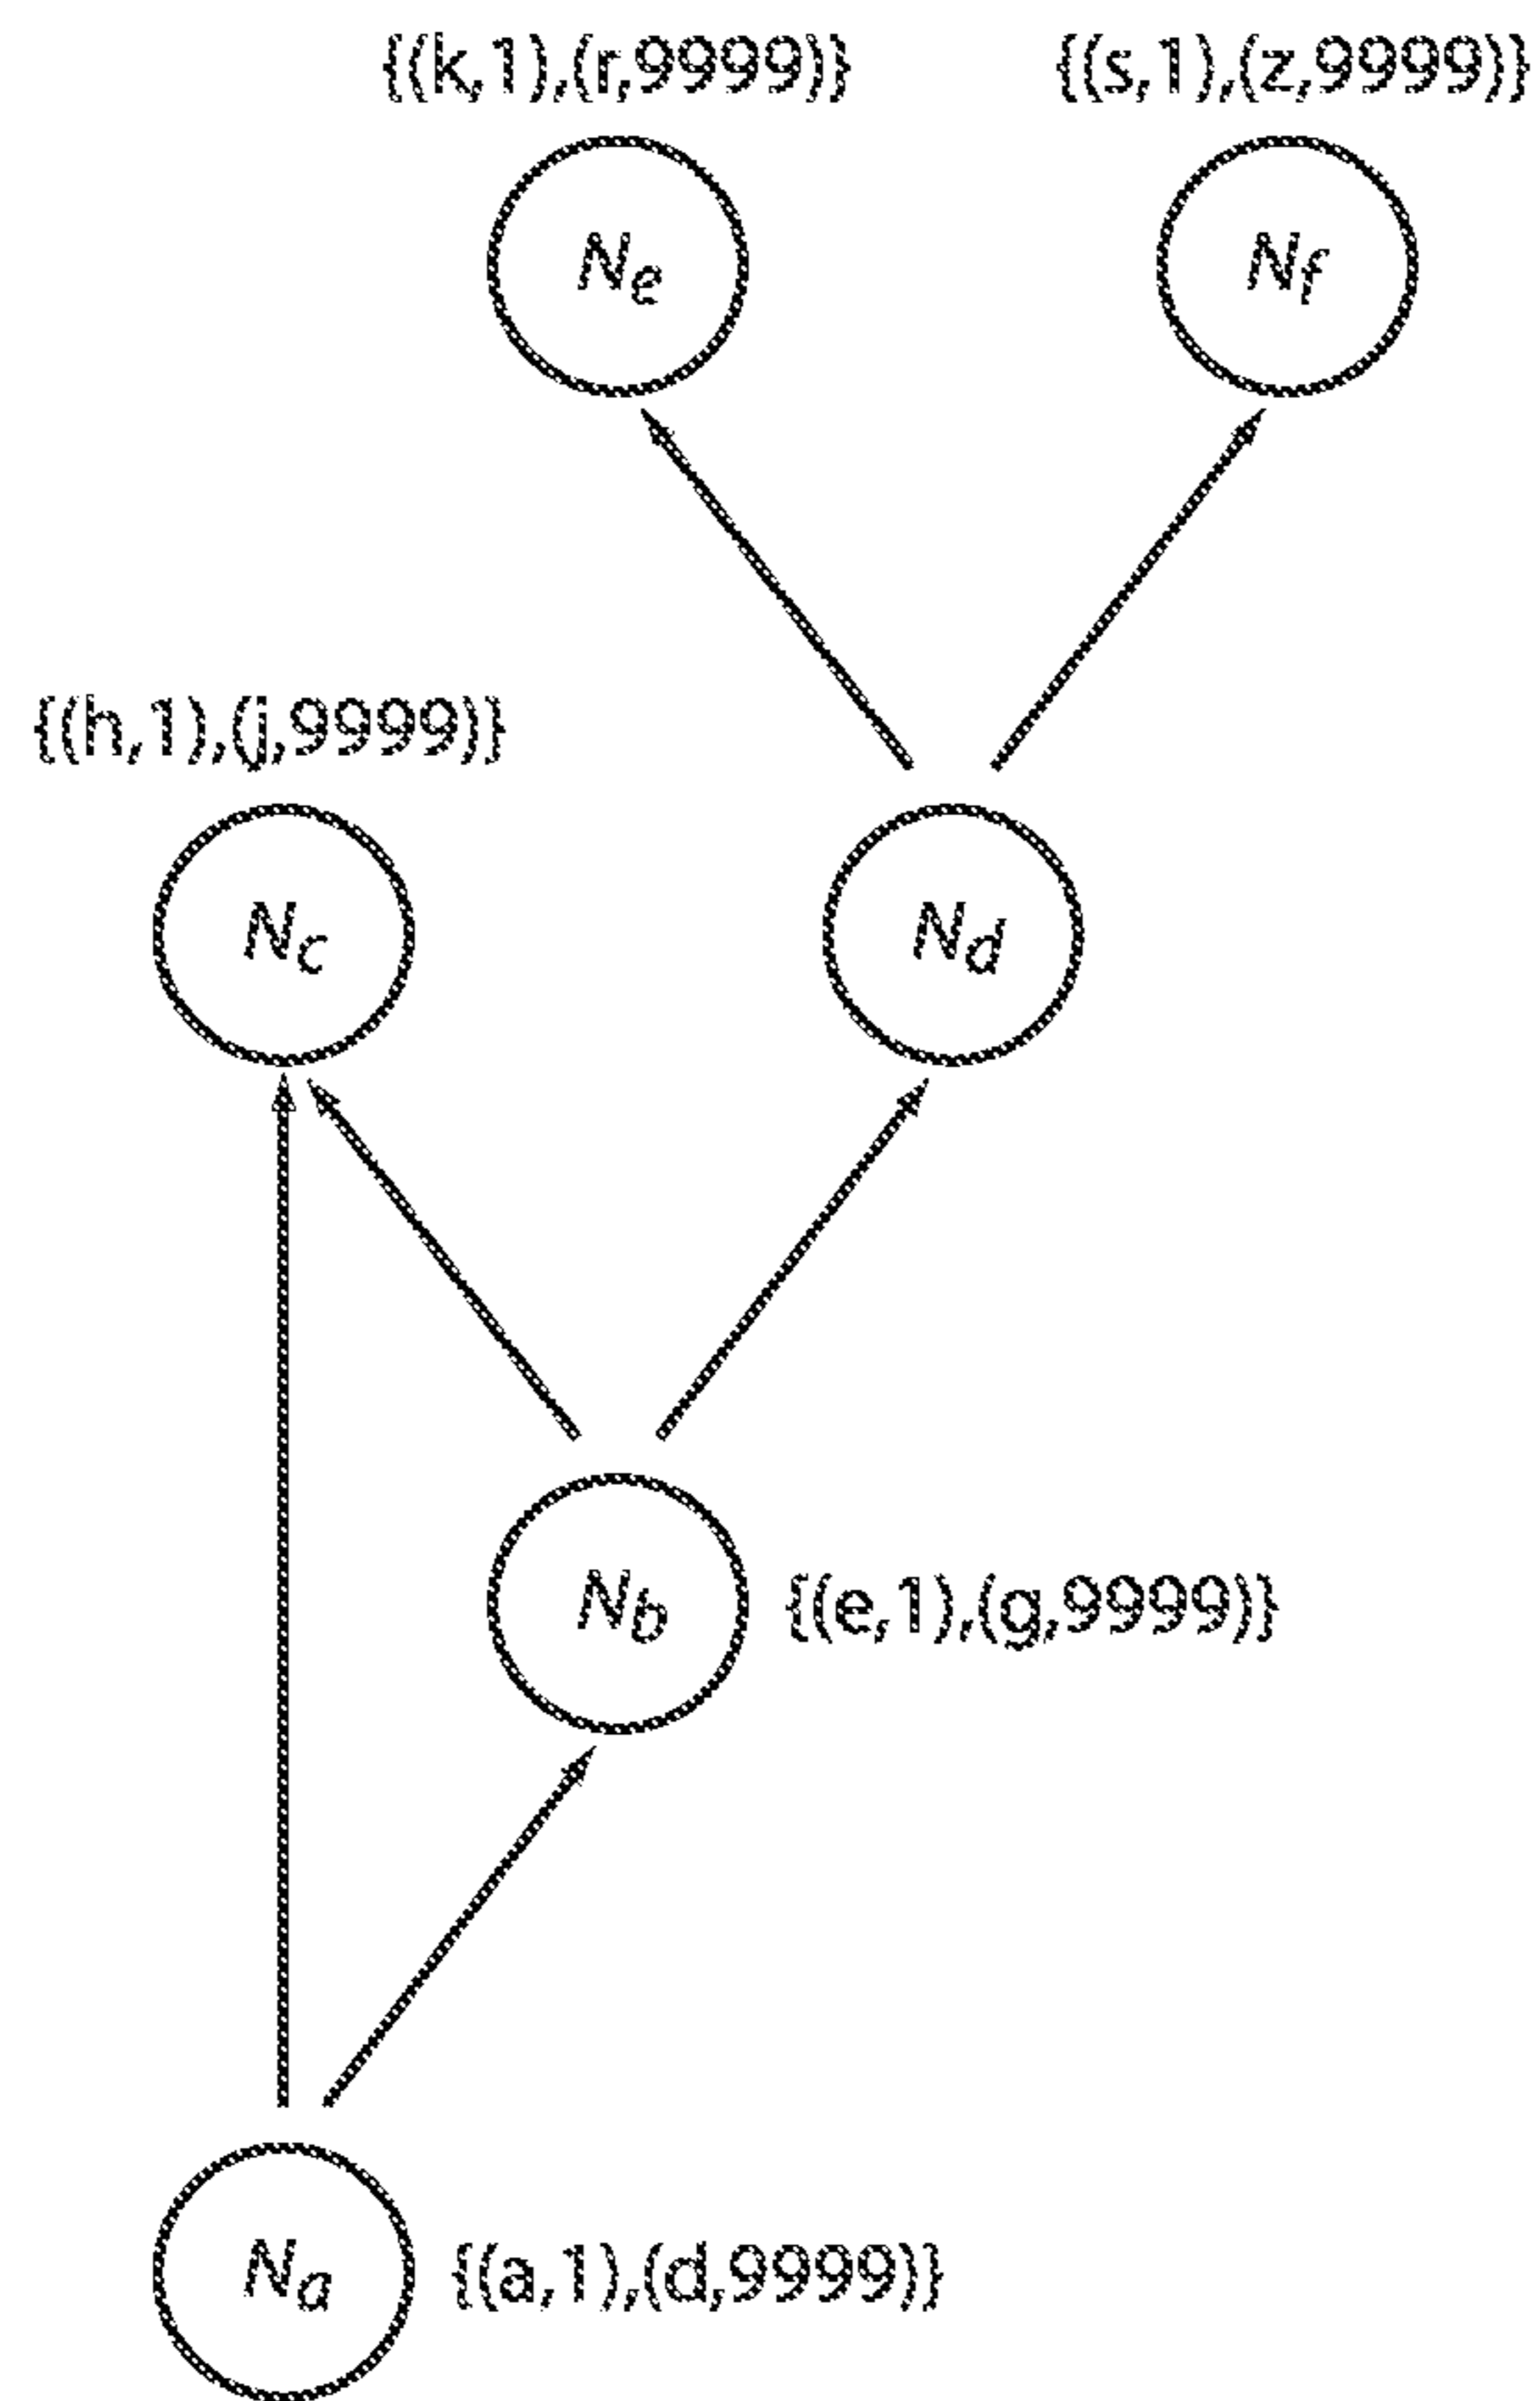 {(k,1),(r,9999)} {(s,1),(z,9999)}
Ne Nf
{(h,1),(j,9999)}
Nc Nd
Nb {(e,1),(g,9999)}
Na {(a,1),(d,9999)}